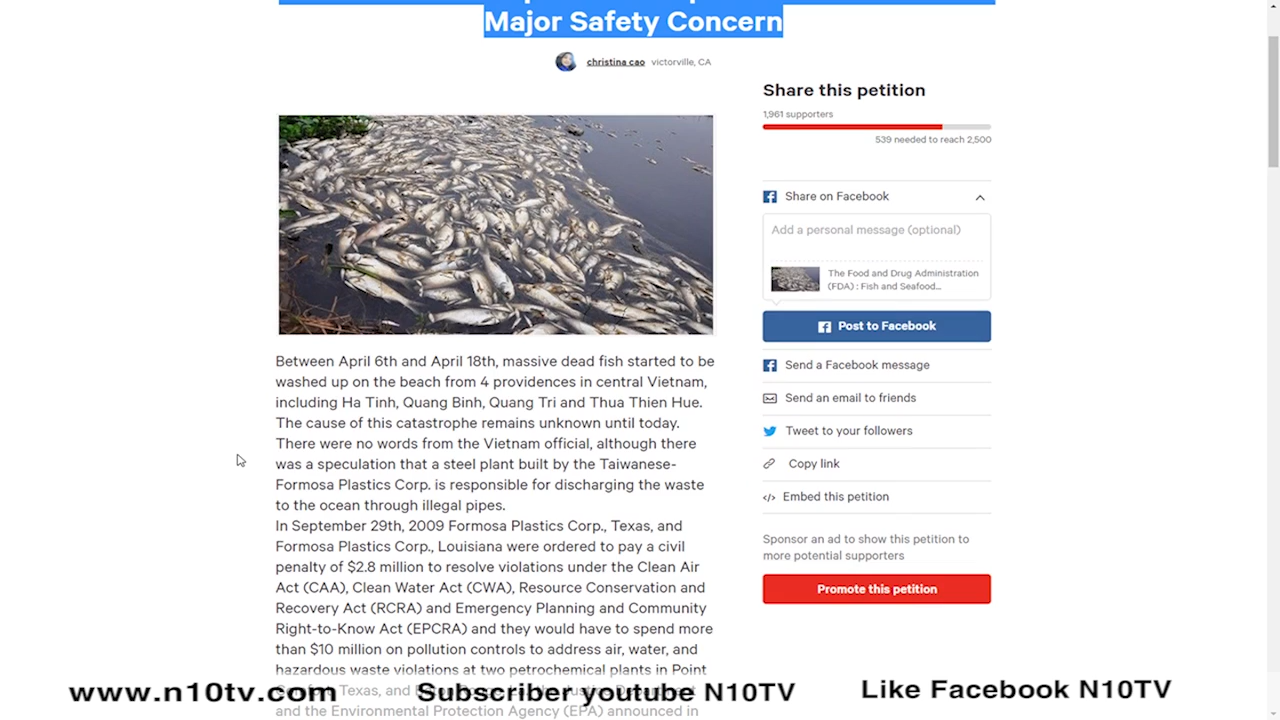 Major Safety Concern
christina cao victorville, CA
Share this petition
1,961 supporters
539 needed to reach 2,500
Share on Facebook
Add a personal message (optional)
The Food and Drug Administration
(FDA) : Fish and Seafood...
Post to Facebook
Send a Facebook message
Send an email to friends
Tweet to your followers
Copy link
Embed this petition
Sponsor an ad to show this petition to
more potential supporters
Promote this petition
Between April 6th and April 18th, massive dead fish started to be
washed up on the beach from 4 providences in central Vietnam,
including Ha Tinh, Quang Binh, Quang Tri and Thua Thien Hue.
The cause of this catastrophe remains unknown until today.
There were no words from the Vietnam official, although there
was a speculation that a steel plant built by the Taiwanese-
Formosa Plastics Corp. is responsible for discharging the waste
to the ocean through illegal pipes.
In September 29th, 2009 Formosa Plastics Corp., Texas, and
Formosa Plastics Corp., Louisiana were ordered to pay a civil
penalty of $2.8 million to resolve violations under the Clean Air
Act (CAA), Clean Water Act (CWA), Resource Conservation and
Recovery Act (RCRA) and Emergency Planning and Community
Right-to-Know Act (EPCRA) and they would have to spend more
than $10 million on pollution controls to address air, water, and
hazardous waste violations at two petrochemical plants in Point
Texas, and
and the Environmental Protection Agency (EPA) announced in
www.n10tv.com Subscriber youtube N10TV Like Facebook N10TV